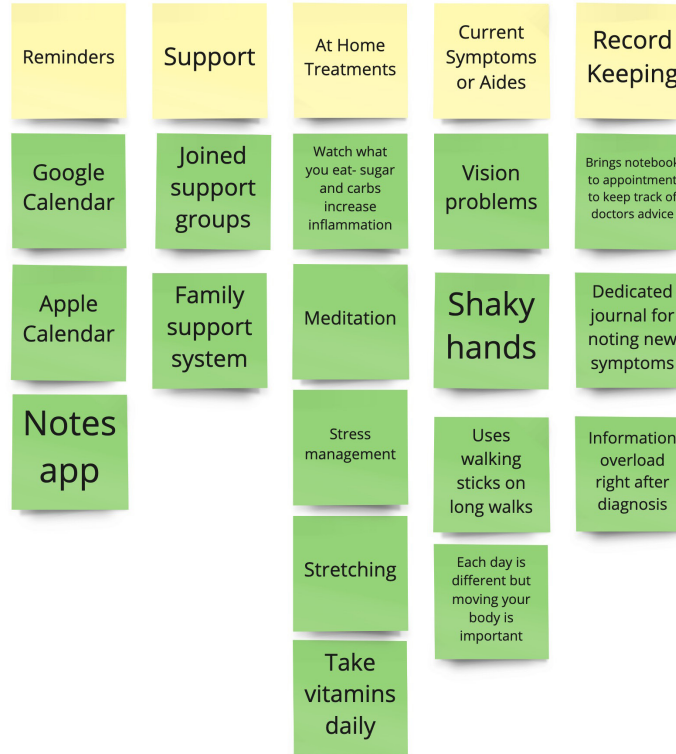 Reminders
Support
At Home
Treatments
Current
Symptoms
or Aides
Record
Keeping
Google
Calendar
Apple
Calendar
Notes
app
Joined
support
groups
Family
support
system
Watch what
you eat- sugar
and carbs
increase
inflammation
Meditation
Stress
management
Stretching
Take
vitamins
daily
Vision
problems
Shaky
hands
Uses
walking
sticks on
long walks
Each day is
different but
moving your
body is
important
Brings notebook
to appointment
to keep track of
doctors advice
Dedicated
journal for
noting new
symptoms
Information
overload
right after
diagnosis